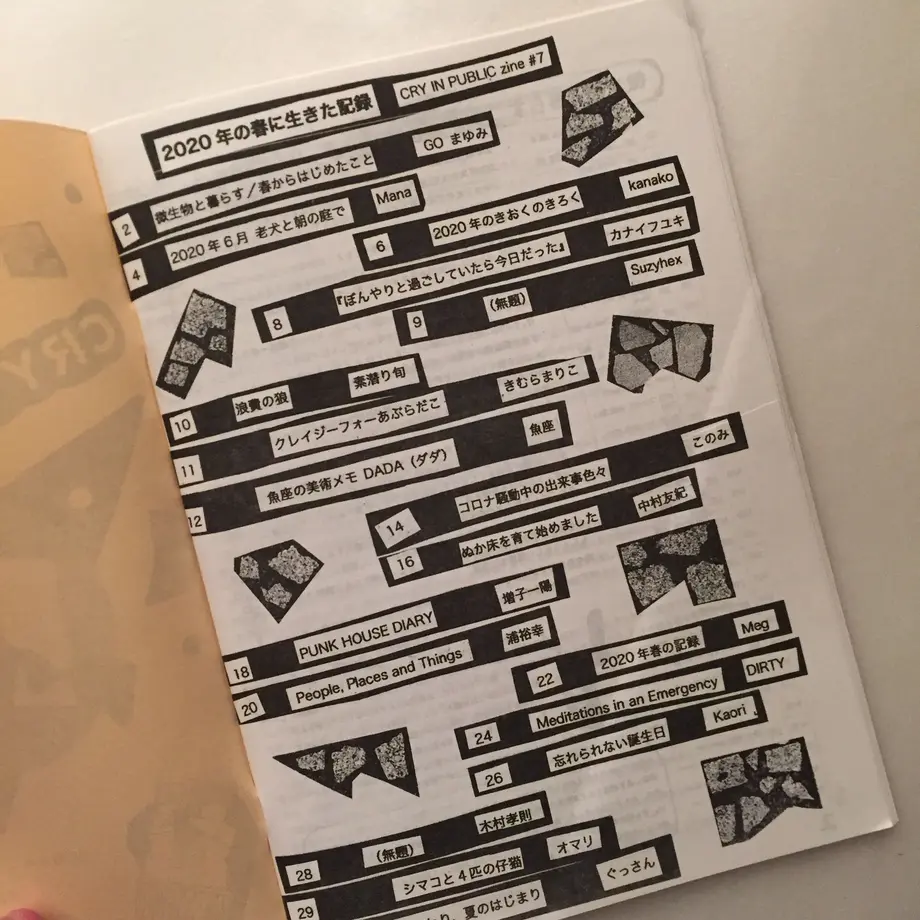 2020年の春に生きた記録 CRY IN PUBLIC zine #7
2 微生物と暮らす/春からはじめたこと GO まゆみ
4 2020年6月 老犬と朝の庭で Mana
6 2020年のきおくのきろく kanako
8 『ぼんやりと過ごしていたら今日だった』 カナイフユキ
9 (無題) Suzyhex
10 浪費の狼 素潜り旬
11 クレイジーフォーあぶらだこ きむらまりこ
12 魚座の美術メモ DADA(ダダ) 魚座
14 コロナ騒動中の出来事色々 このみ
16 ぬか床を育て始めました 中村友紀
18 PUNK HOUSE DIARY 増子一陽
20 People, Places and Things 浦裕幸
22 2020年春の記録 Meg
24 Meditations in an Emergency DIRTY
26 忘れられない誕生日 Kaori
28 (無題) 木村孝則
29 シマコと4匹の仔猫 オマリ
り、夏のはじまり ぐっさん
CRY